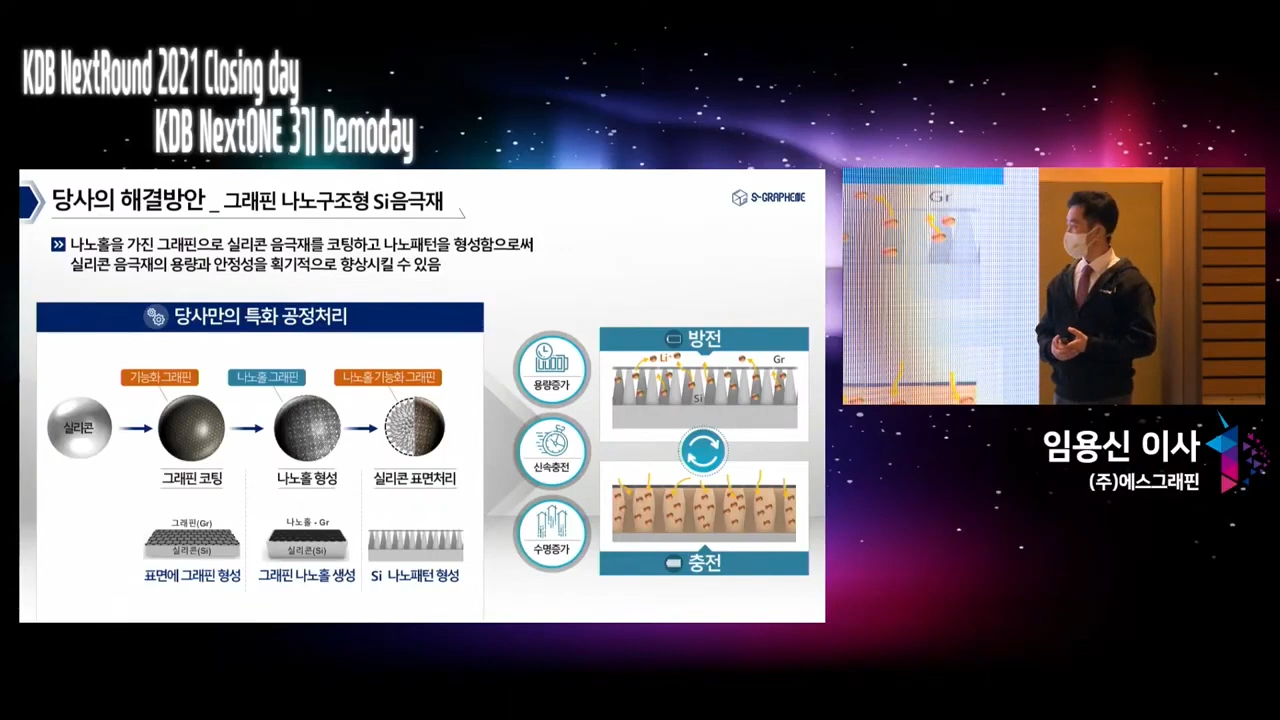 KDB NextRound 2021 Closing day
KDB NextONE 3기 Demoday
당사의 해결방안 _ 그래핀 나노구조형 Si음극재
S-GRAPHENE
나노홀을 가진 그래핀으로 실리콘 음극재를 코팅하고 나노패턴을 형성함으로써
실리콘 음극재의 용량과 안정성을 획기적으로 향상시킬 수 있음
당사만의 특화 공정처리
기능화 그래핀
나노홀 그래핀
나노홀 기능화 그래핀
실리콘
그래핀 코팅
나노홀 형성
실리콘 표면처리
그래핀(Gr)
실리콘(Si)
나노홀 - Gr
실리콘(Si)
표면에 그래핀 형성
그래핀 나노홀 생성
Si 나노패턴 형성
용량증가
신속충전
수명증가
방전
Li+
Gr
Si
충전
Gr
임용신 이사
(주)에스그래핀